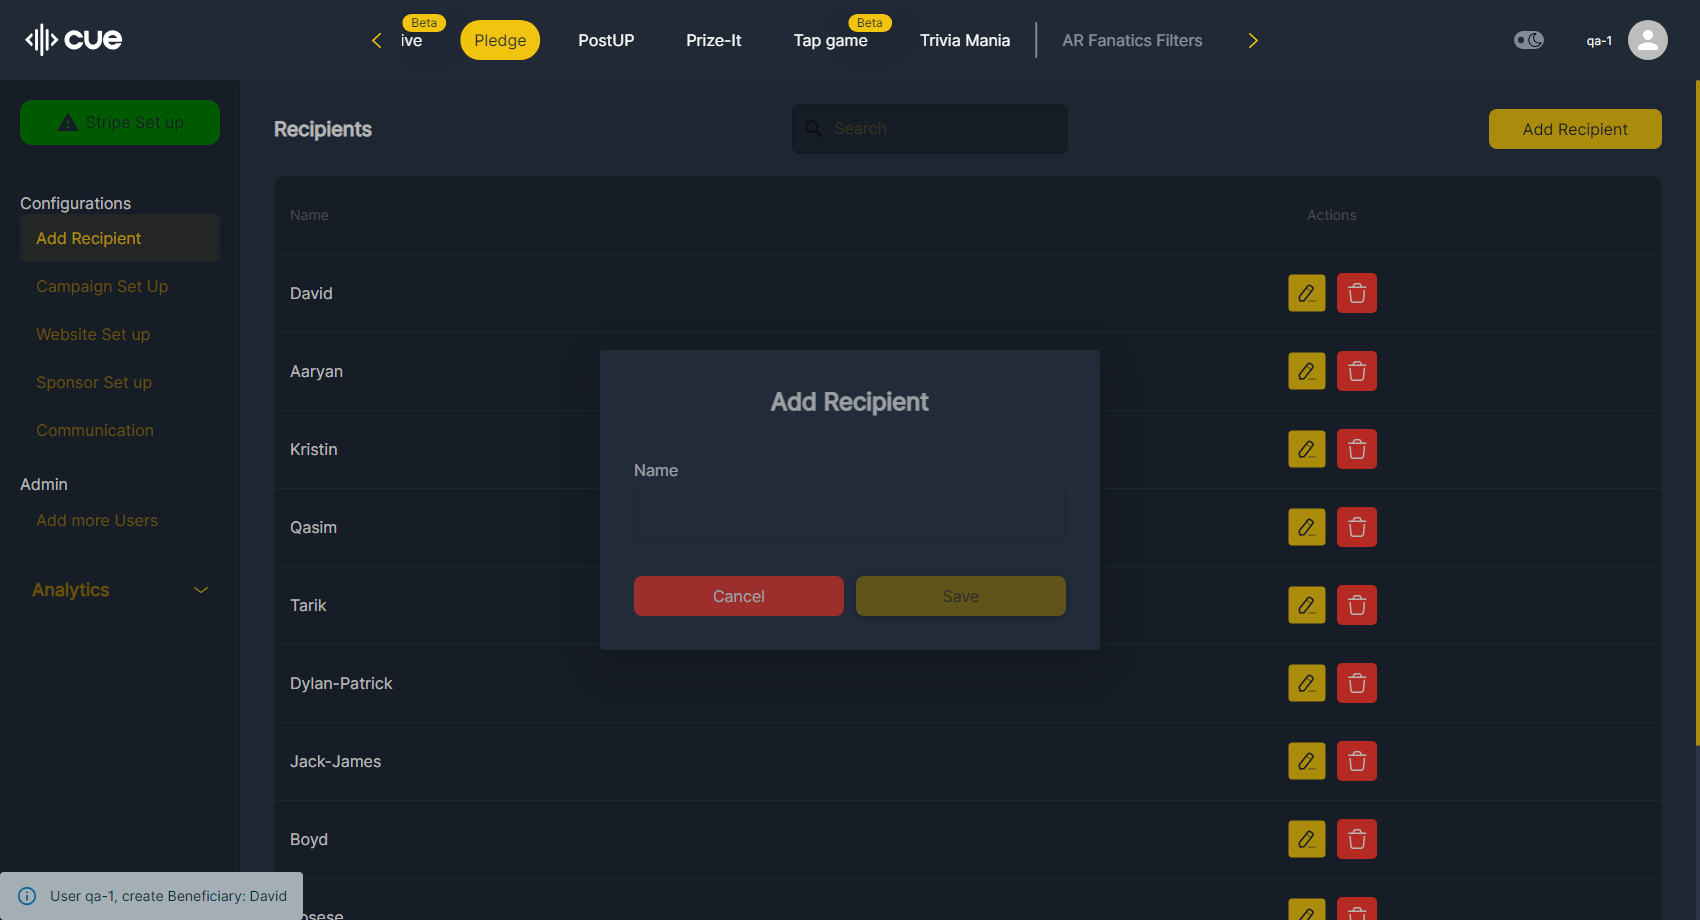 cue
ive
Beta
Pledge
PostUP
Prize-It
Tap game
Beta
Trivia Mania
AR Fanatics Filters
qa-1
Stripe Set up
Configurations
Add Recipient
Campaign Set Up
Website Set up
Sponsor Set up
Communication
Admin
Add more Users
Analytics
Recipients
Search
Add Recipient
Name
Actions
David
Aaryan
Kristin
Qasim
Tarik
Dylan-Patrick
Jack-James
Boyd
Add Recipient
Name
Cancel
Save
User qa-1, create Beneficiary: David